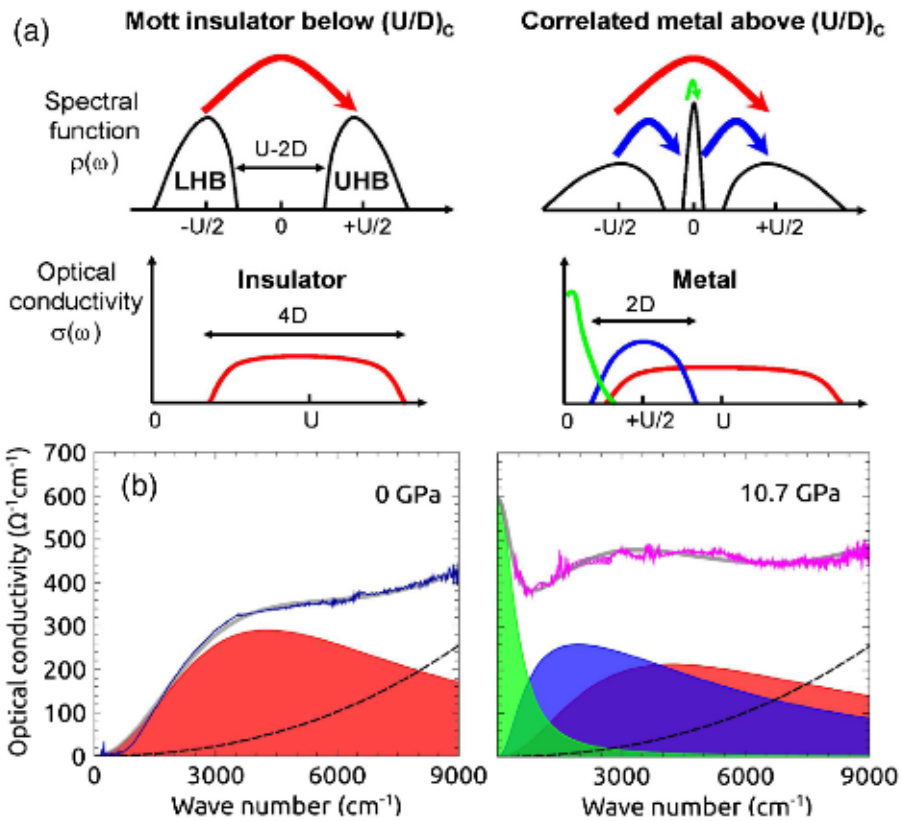 (a)
Mott insulator below (U/D)c
Correlated metal above (U/D)c
Spectral
function
ρ(ω)
U-2D
LHB
UHB
-U/2
0
+U/2
-U/2
0
+U/2
Optical
conductivity
σ(ω)
Insulator
4D
0
U
Metal
2D
0
+U/2
U
(b)
0 GPa
10.7 GPa
Optical conductivity (Ω⁻¹cm⁻¹)
700
600
500
400
300
200
100
0
0
3000
6000
9000
3000
6000
9000
Wave number (cm⁻¹)
Wave number (cm⁻¹)